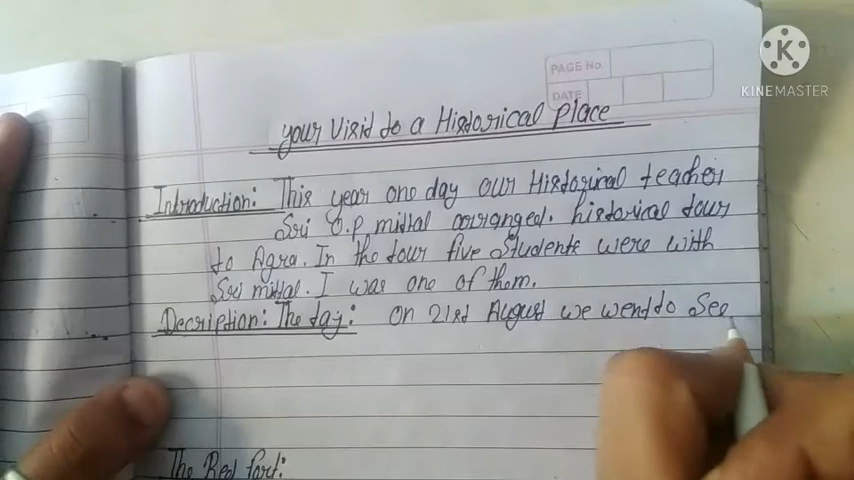 PAGE No.
DATE
KINEMASTER
your Visit to a Historical Place
Introduction: This year one day our Historical teacher
Sri O.P mittal arranged. historical tour
to Agra. In the tour five Students were with
Sri mittal. I was one of them.
Decription: The day: on 21st August we went to See
The Red fort: